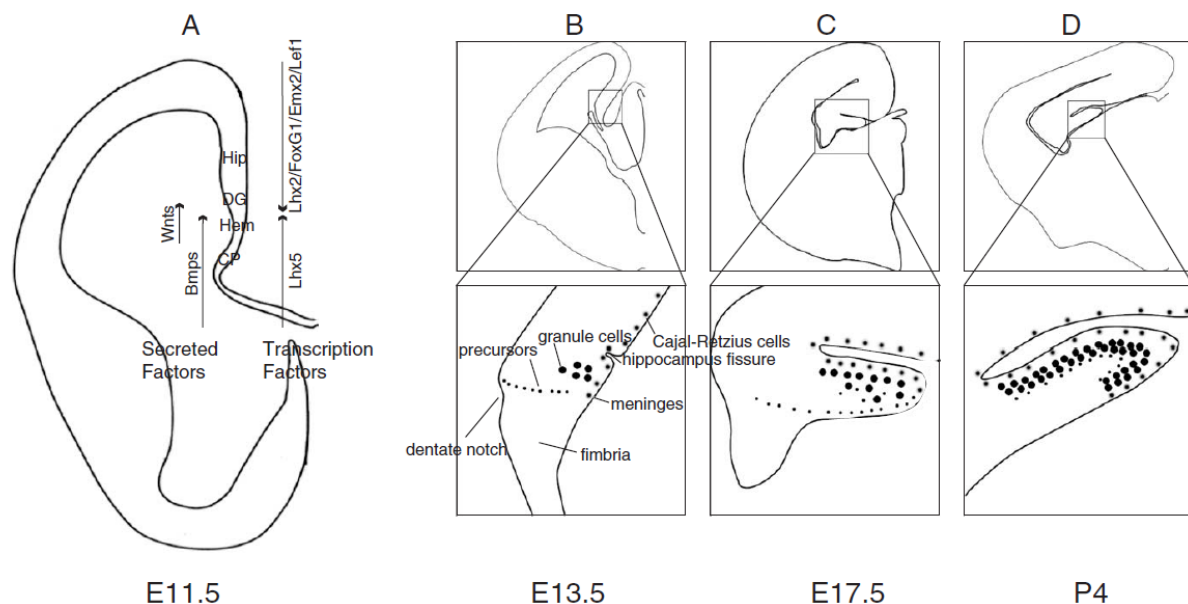 A
B
C
D
Hip
DG
Hem
CP
Wnts
Bmps
Lhx2/FoxG1/Emx2/Lef1
Lhx5
Secreted
Factors
Transcription
Factors
granule cells
precursors
Cajal-Retzius cells
hippocampus fissure
meninges
dentate notch
fimbria
E11.5
E13.5
E17.5
P4